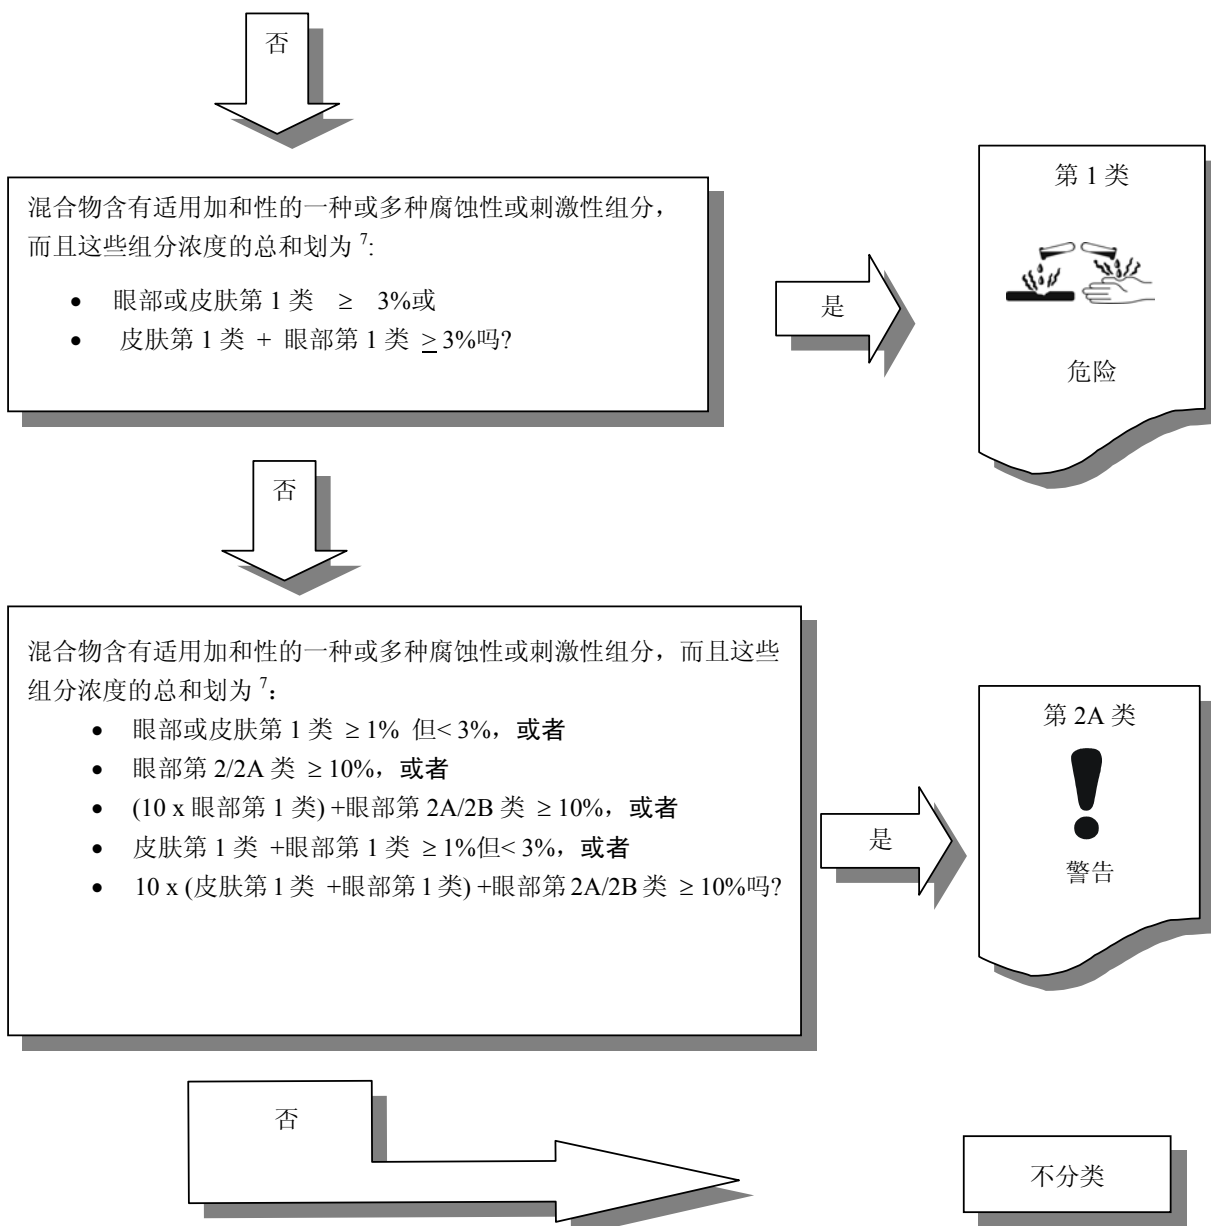 否
混合物含有适用加和性的一种或多种腐蚀性或刺激性组分，
而且这些组分浓度的总和划为 7:
• 眼部或皮肤第 1 类 ≥ 3%或
• 皮肤第 1 类 + 眼部第 1 类 ≥ 3%吗?
是
第 1 类
危险
否
混合物含有适用加和性的一种或多种腐蚀性或刺激性组分，而且这些
组分浓度的总和划为 7：
• 眼部或皮肤第 1 类 ≥ 1% 但< 3%，或者
• 眼部第 2/2A 类 ≥ 10%，或者
• (10 x 眼部第 1 类) +眼部第 2A/2B 类 ≥ 10%，或者
• 皮肤第 1 类 +眼部第 1 类 ≥ 1%但< 3%，或者
• 10 x (皮肤第 1 类 +眼部第 1 类) +眼部第 2A/2B 类 ≥ 10%吗?
是
第 2A 类
警告
否
不分类